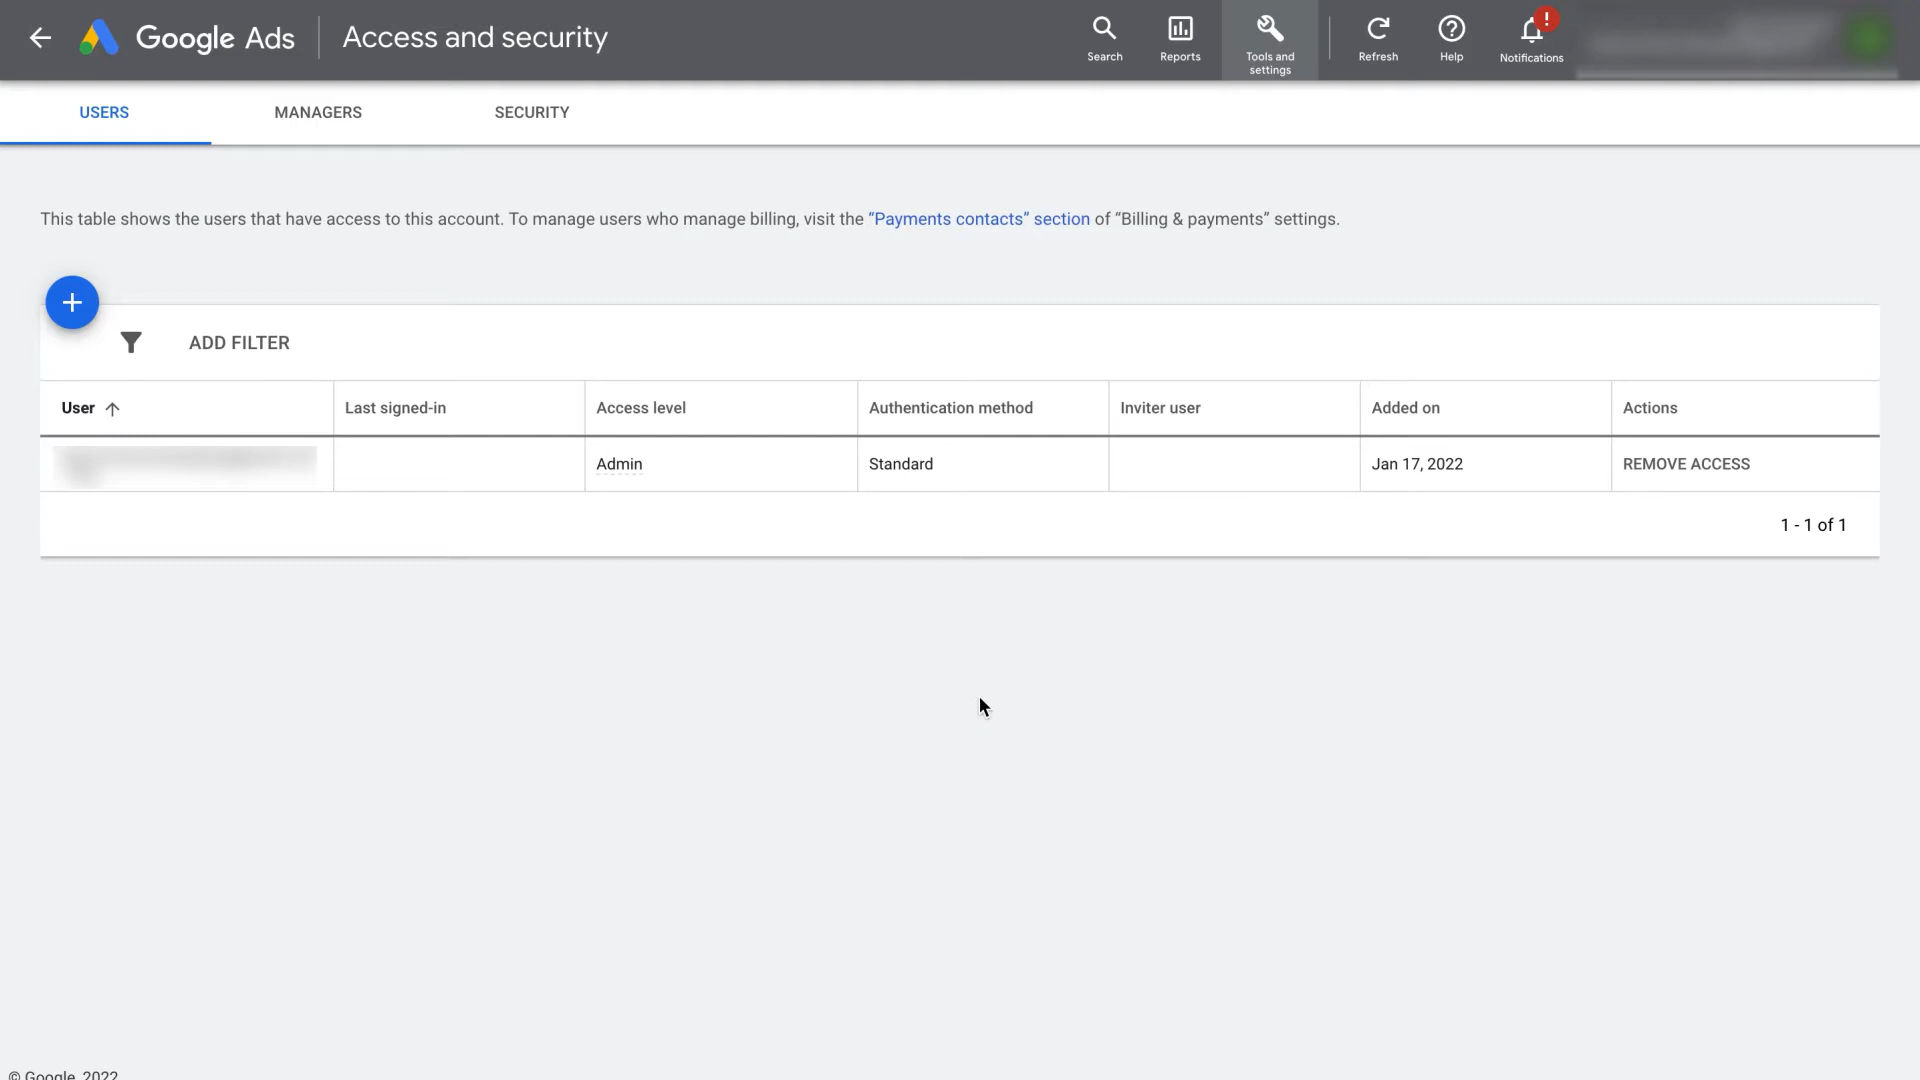 Google Ads
Access and security
Search
Reports
Tools and
settings
Refresh
Help
!
Notifications
USERS
MANAGERS
SECURITY
This table shows the users that have access to this account. To manage users who manage billing, visit the “Payments contacts” section of “Billing & payments” settings.
ADD FILTER
User
Last signed-in
Access level
Authentication method
Inviter user
Added on
Actions
Admin
Standard
Jan 17, 2022
REMOVE ACCESS
1 - 1 of 1
© Google, 2022